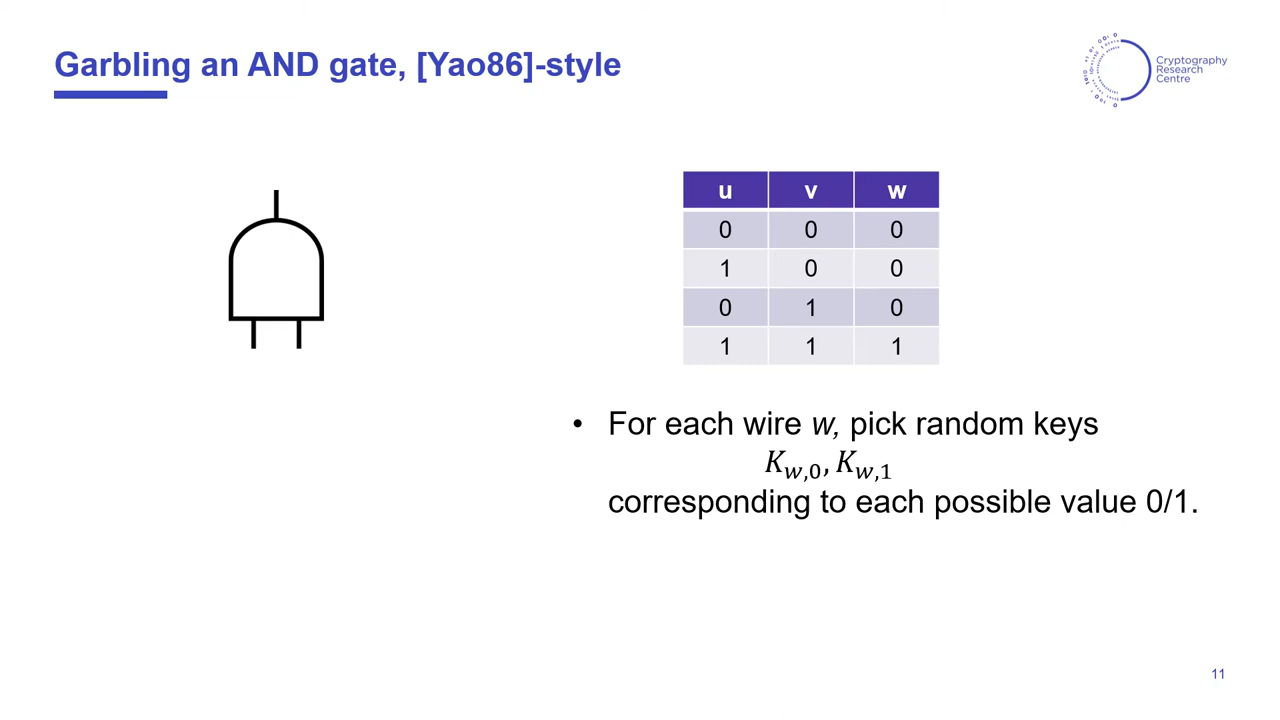 Garbling an AND gate, [Yao86]-style
Cryptography
Research
Centre
u v w
0 0 0
1 0 0
0 1 0
1 1 1
• For each wire w, pick random keys
K_{w,0}, K_{w,1}
corresponding to each possible value 0/1.
11